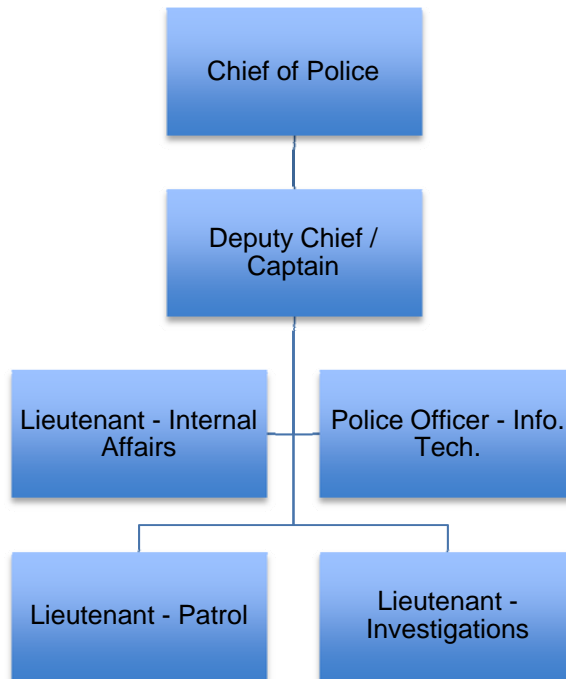 Chief of Police
Deputy Chief /
Captain
Lieutenant - Internal
Affairs
Police Officer - Info.
Tech.
Lieutenant - Patrol
Lieutenant -
Investigations